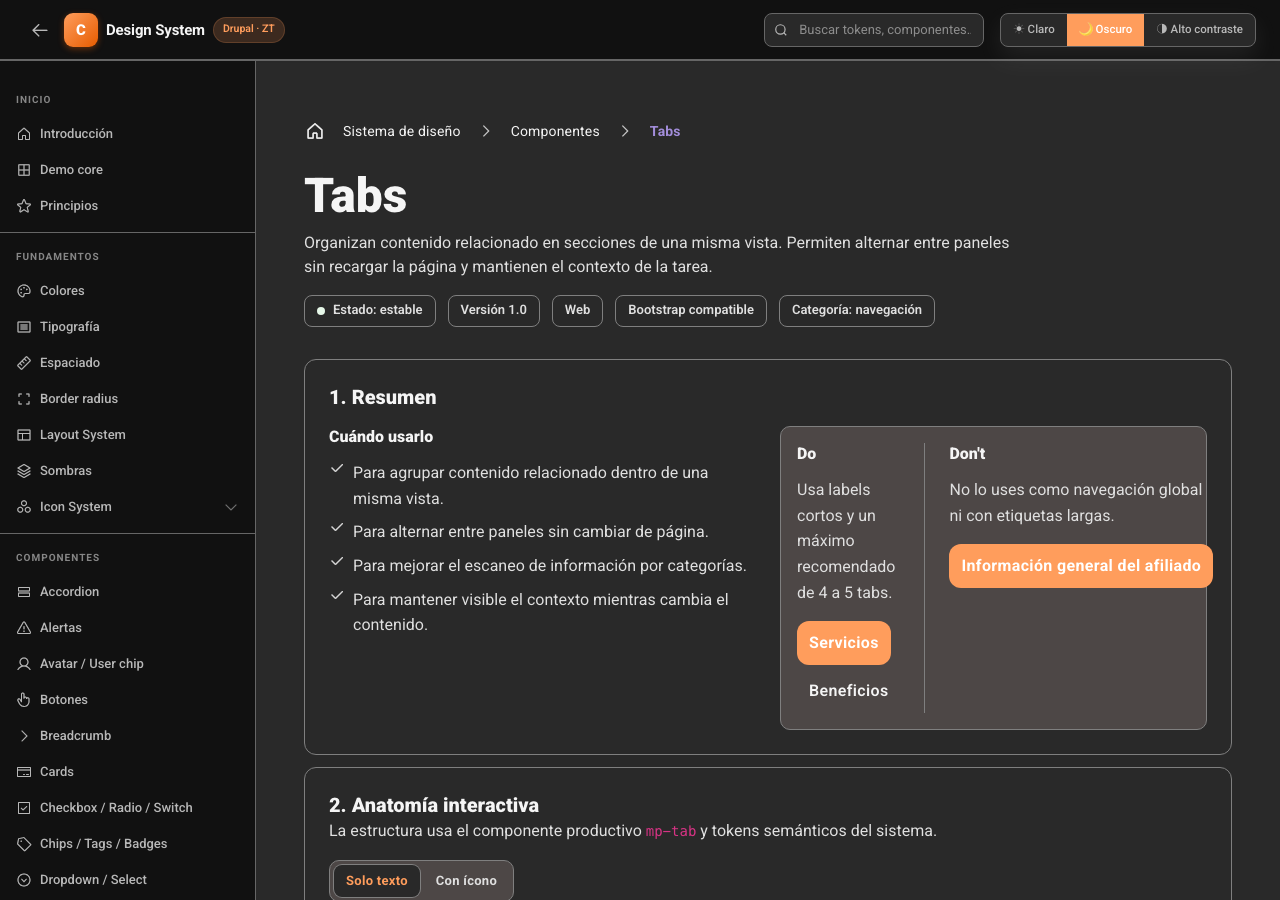 C Design System Drupal · ZT
Buscar tokens, componentes..
Claro Oscuro Alto contraste
INICIO
Introducción
Demo core
Principios
FUNDAMENTOS
Colores
Tipografía
Espaciado
Border radius
Layout System
Sombras
Icon System
COMPONENTES
Accordion
Alertas
Avatar / User chip
Botones
Breadcrumb
Cards
Checkbox / Radio / Switch
Chips / Tags / Badges
Dropdown / Select
Sistema de diseño Componentes Tabs
Tabs
Organizan contenido relacionado en secciones de una misma vista. Permiten alternar entre paneles
sin recargar la página y mantienen el contexto de la tarea.
Estado: estable Versión 1.0 Web Bootstrap compatible Categoría: navegación
1. Resumen
Cuándo usarlo
Para agrupar contenido relacionado dentro de una
misma vista.
Para alternar entre paneles sin cambiar de página.
Para mejorar el escaneo de información por categorías.
Para mantener visible el contexto mientras cambia el
contenido.
Do
Usa labels
cortos y un
máximo
recomendado
de 4 a 5 tabs.
Servicios
Beneficios
Don't
No lo uses como navegación global
ni con etiquetas largas.
Información general del afiliado
2. Anatomía interactiva
La estructura usa el componente productivo mp-tab y tokens semánticos del sistema.
Solo texto Con ícono